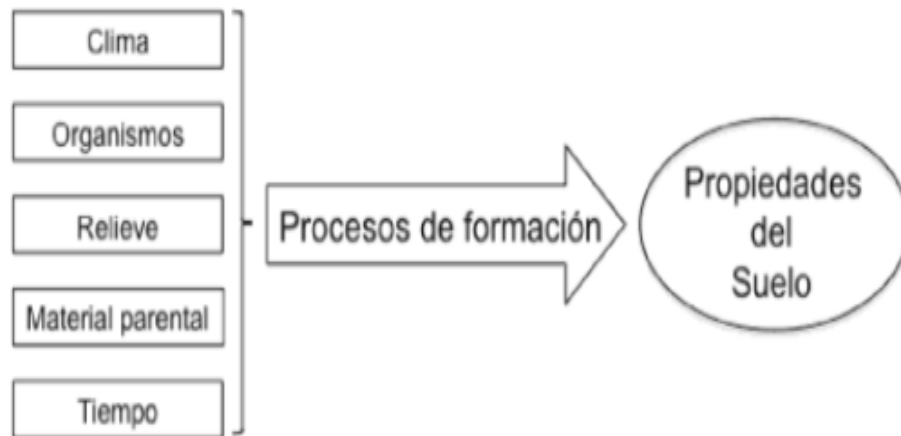 Clima
Organismos
Relieve
Material parental
Tiempo
Procesos de formación
Propiedades
del
Suelo